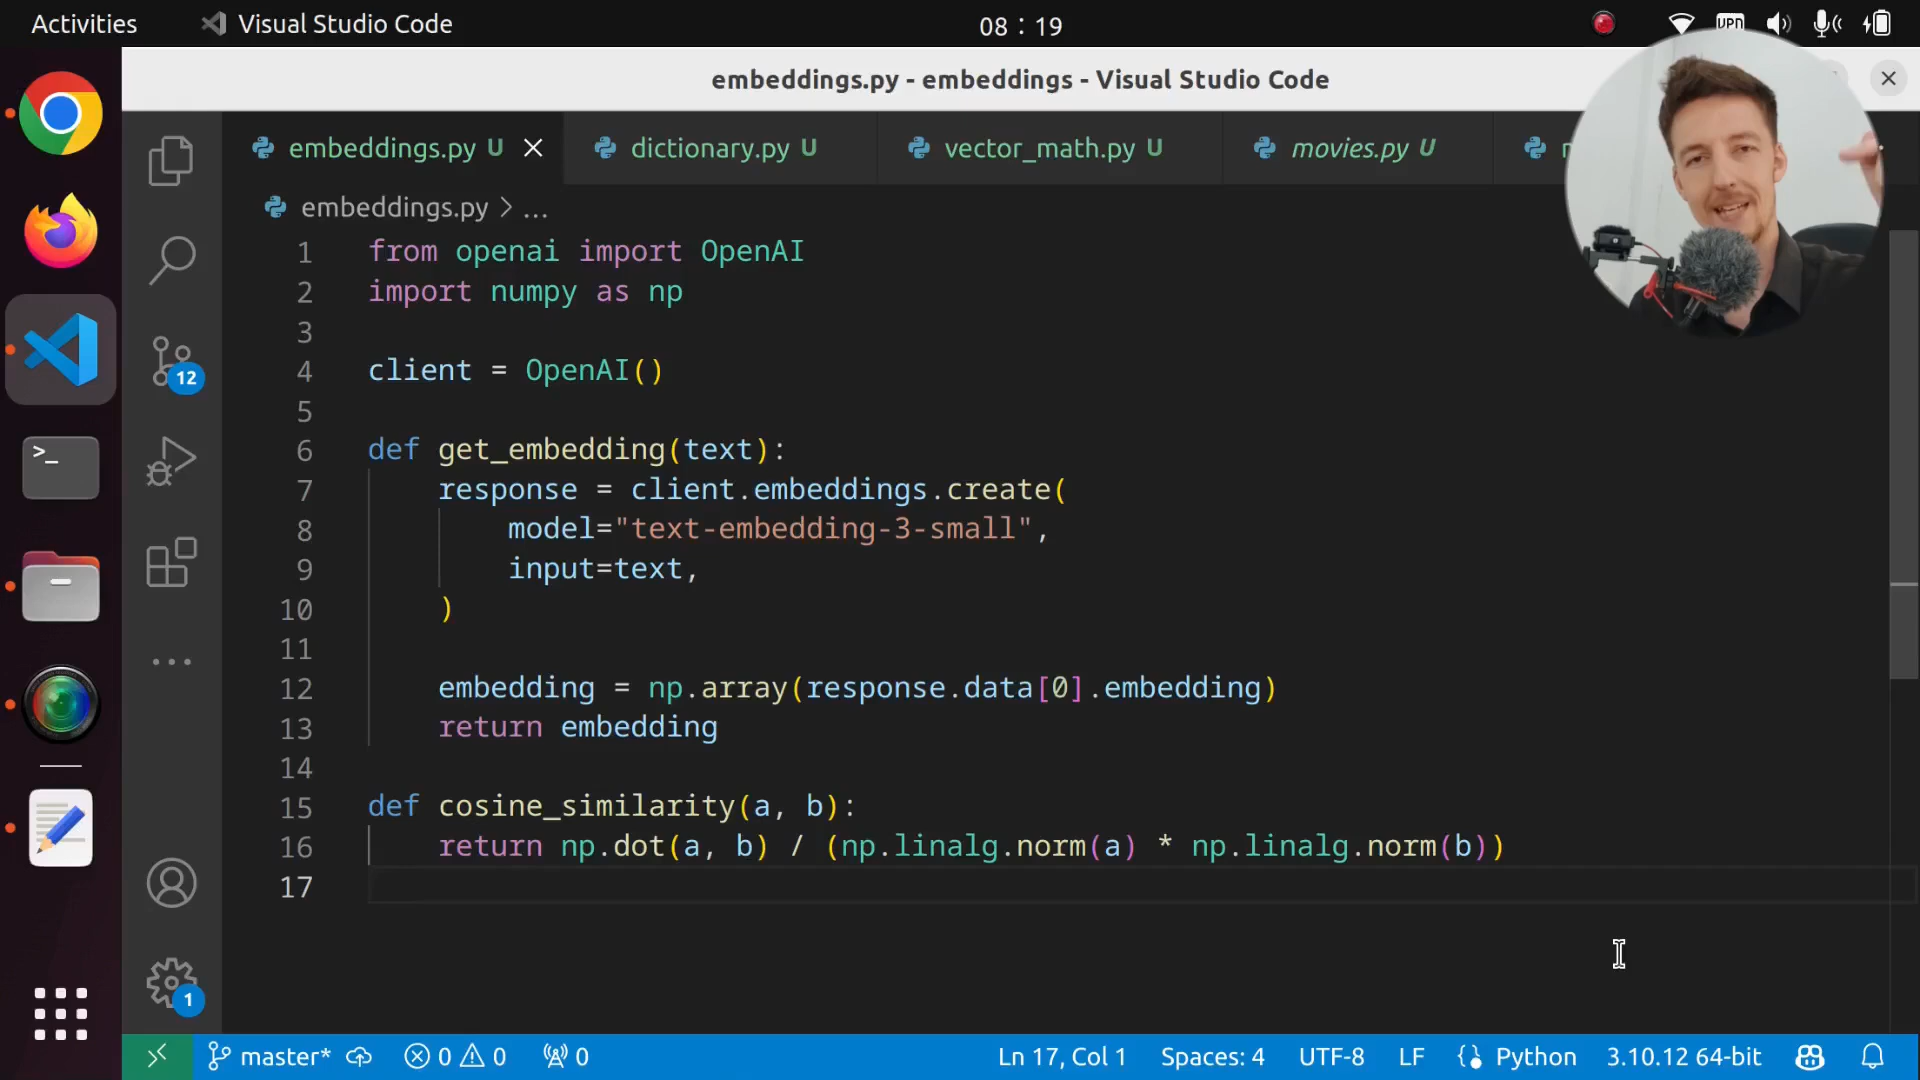 Activities
Visual Studio Code
08 : 19
VPN
embeddings.py - embeddings - Visual Studio Code
embeddings.py U
dictionary.py U
vector_math.py U
movies.py U
embeddings.py > ...
1 from openai import OpenAI
2 import numpy as np
3
4 client = OpenAI()
5
6 def get_embedding(text):
7 response = client.embeddings.create(
8 model="text-embedding-3-small",
9 input=text,
10 )
11
12 embedding = np.array(response.data[0].embedding)
13 return embedding
14
15 def cosine_similarity(a, b):
16 return np.dot(a, b) / (np.linalg.norm(a) * np.linalg.norm(b))
17
12
1
>_
master* 0 0 0 Ln 17, Col 1 Spaces: 4 UTF-8 LF Python 3.10.12 64-bit